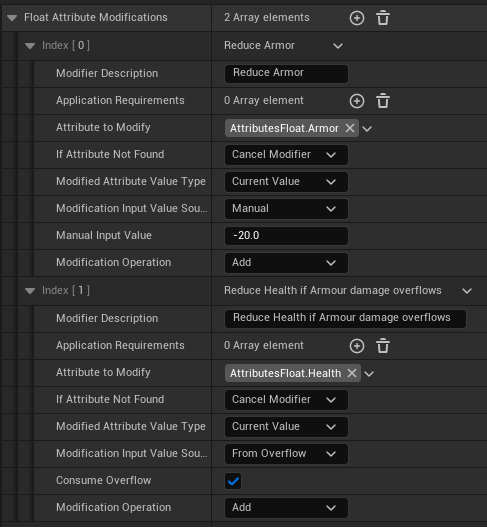 Float Attribute Modifications 2 Array elements
Index [ 0 ] Reduce Armor
Modifier Description Reduce Armor
Application Requirements 0 Array element
Attribute to Modify AttributesFloat.Armor
If Attribute Not Found Cancel Modifier
Modified Attribute Value Type Current Value
Modification Input Value Sou... Manual
Manual Input Value -20.0
Modification Operation Add
Index [ 1 ] Reduce Health if Armour damage overflows
Modifier Description Reduce Health if Armour damage overflows
Application Requirements 0 Array element
Attribute to Modify AttributesFloat.Health
If Attribute Not Found Cancel Modifier
Modified Attribute Value Type Current Value
Modification Input Value Sou... From Overflow
Consume Overflow
Modification Operation Add